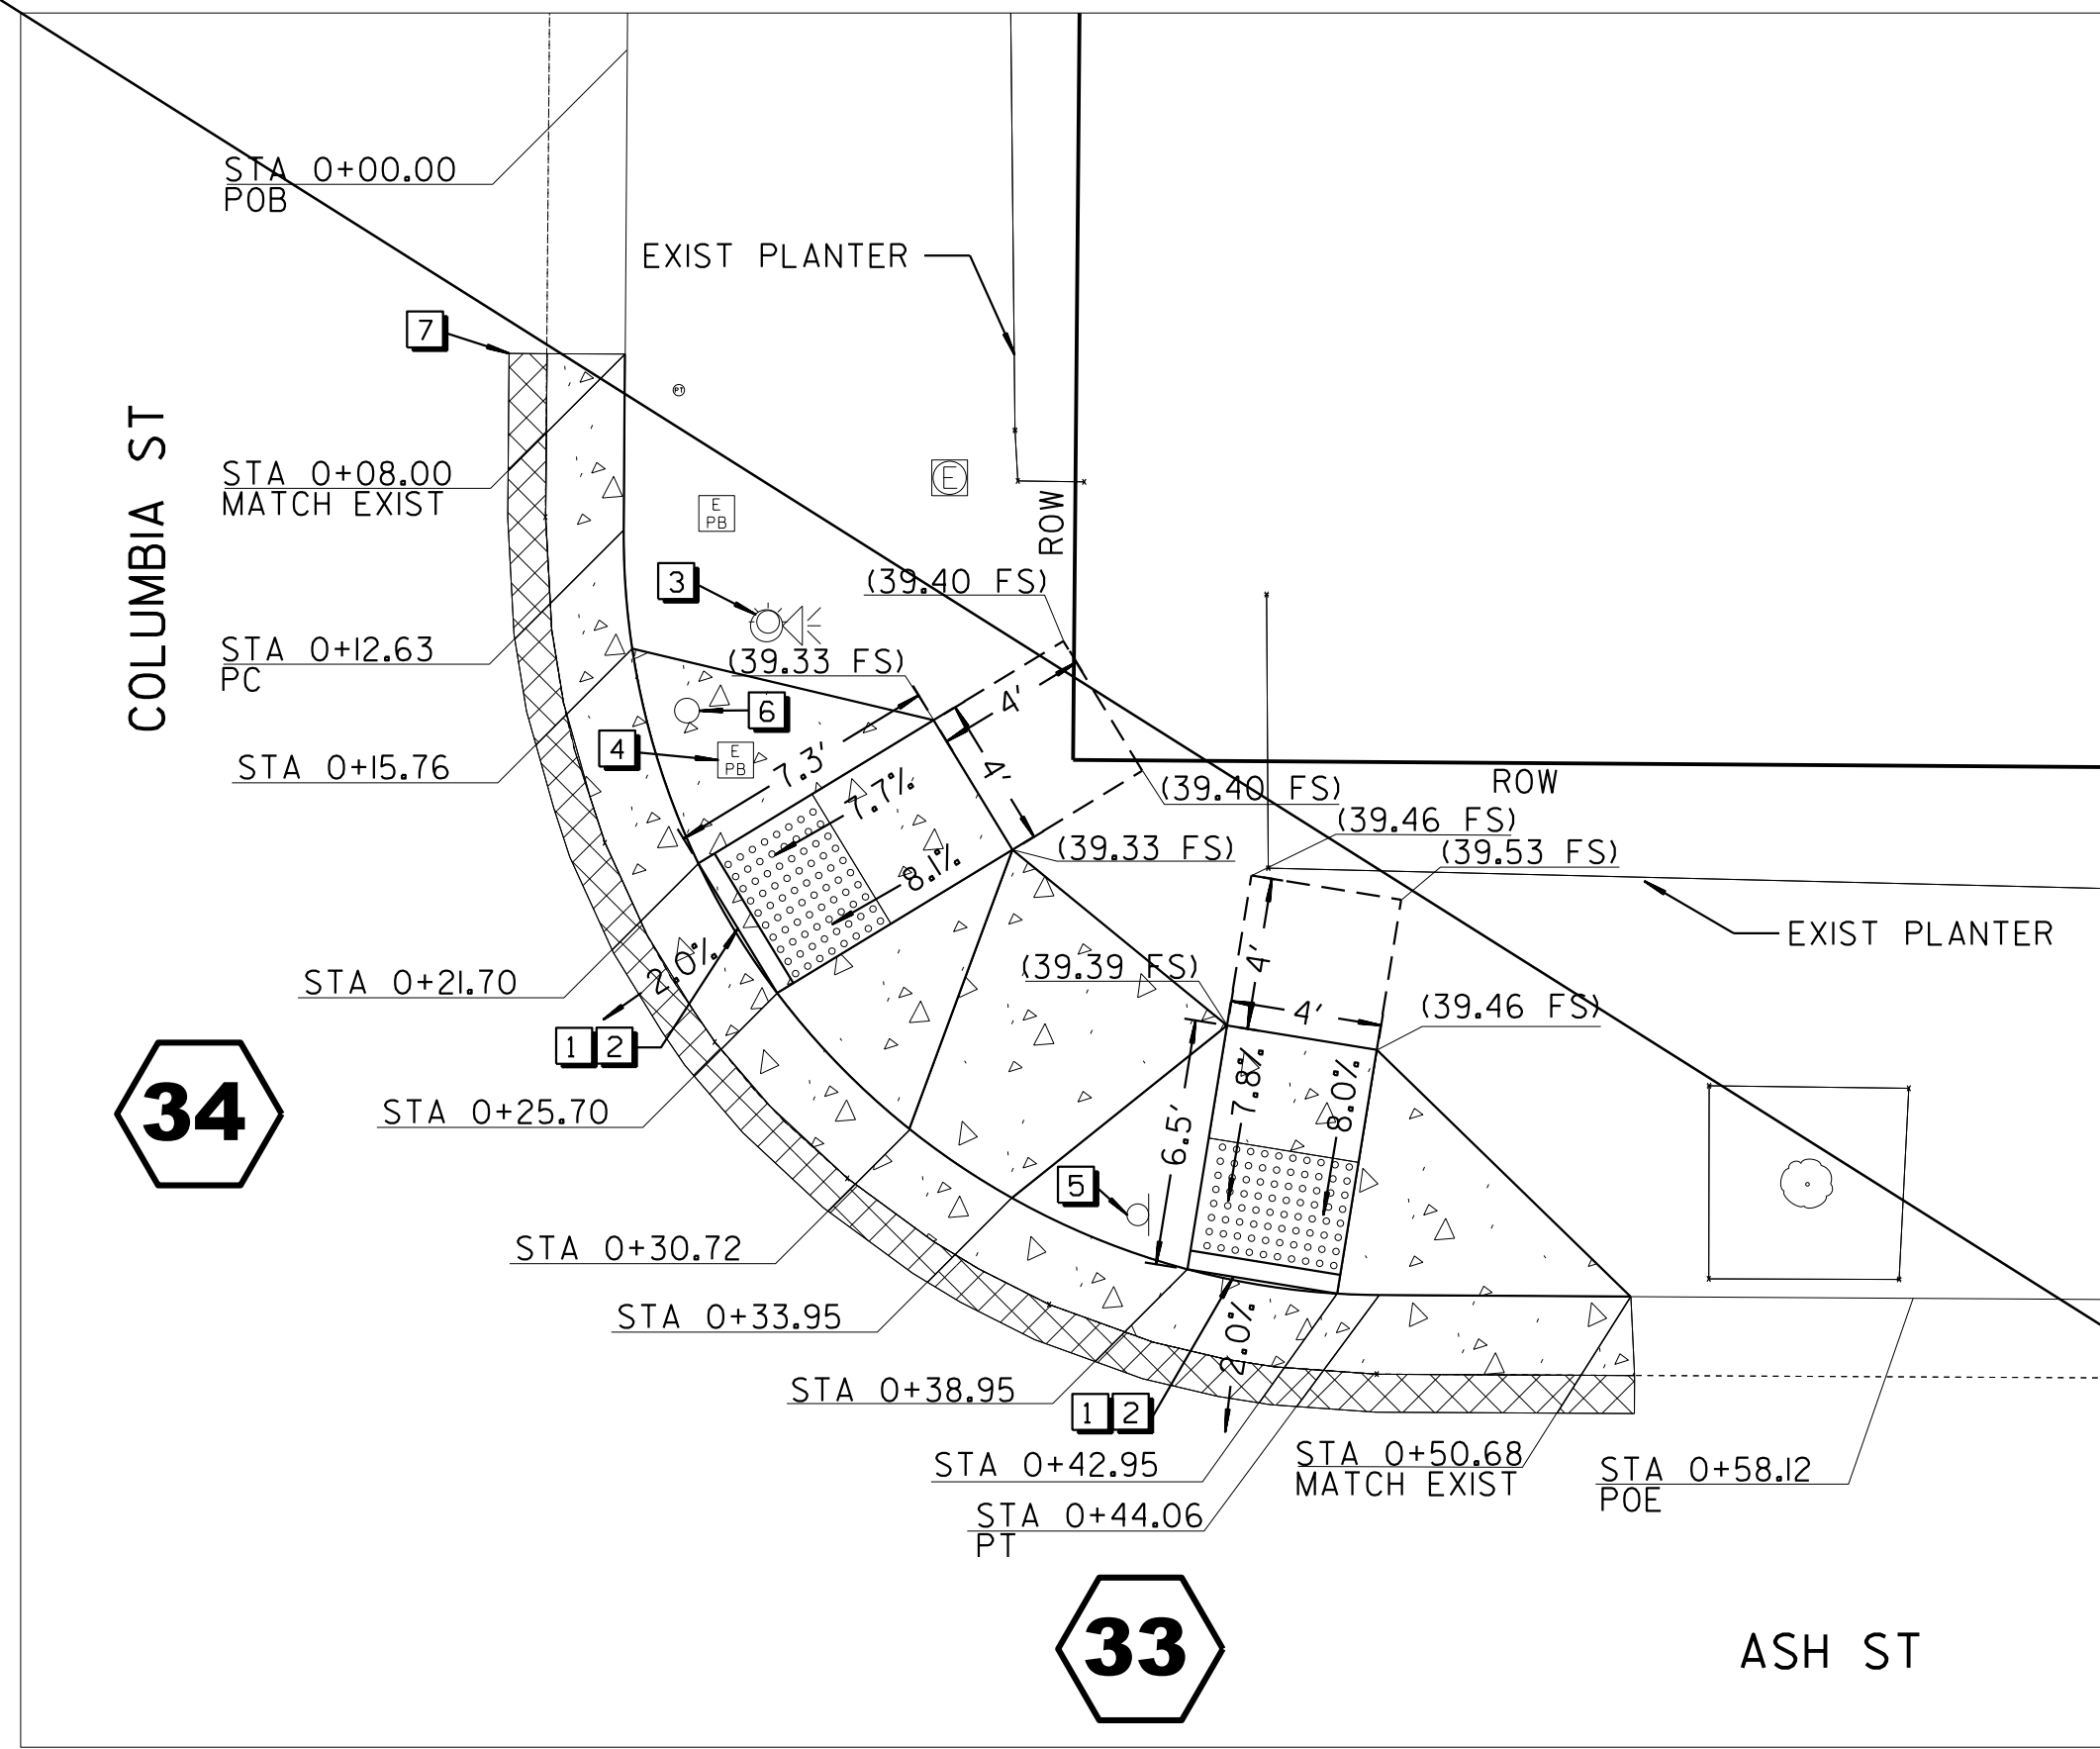 STA 0+00.00
POB
EXIST PLANTER
7
PT
COLUMBIA ST
STA 0+08.00
MATCH EXIST
E
E
PB
ROW
3
(39.40 FS)
STA 0+12.63
PC
(39.33 FS)
6
4'
4
E
PB
7.3'
4'
STA 0+15.76
7.7%
ROW
(39.40 FS)
(39.46 FS)
(39.33 FS)
(39.53 FS)
8.1%
EXIST PLANTER
2.0%
(39.39 FS)
4'
STA 0+21.70
4'
(39.46 FS)
1 2
34
STA 0+25.70
7.8%
8.0%
6.5'
5
STA 0+30.72
STA 0+33.95
2.0%
STA 0+38.95
1 2
STA 0+42.95
STA 0+50.68
MATCH EXIST
STA 0+58.12
POE
STA 0+44.06
PT
33
ASH ST